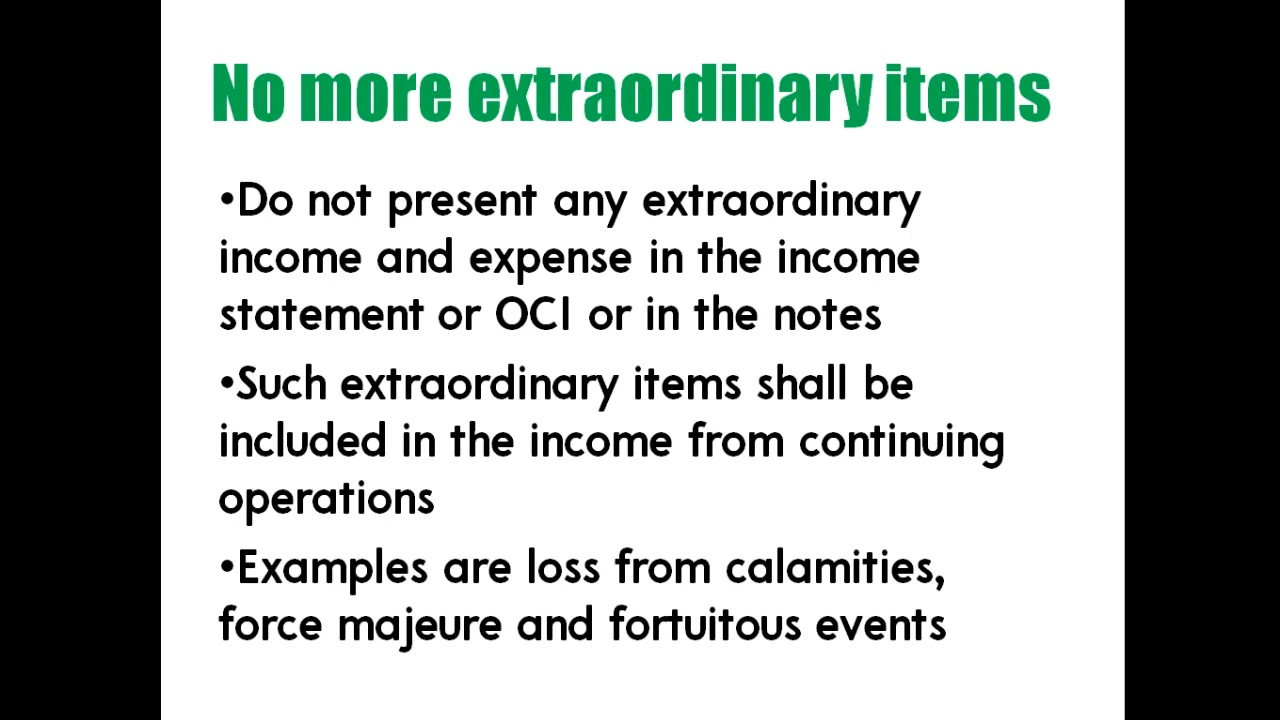 No more extraordinary items
•Do not present any extraordinary
income and expense in the income
statement or OCI or in the notes
•Such extraordinary items shall be
included in the income from continuing
operations
•Examples are loss from calamities,
force majeure and fortuitous events